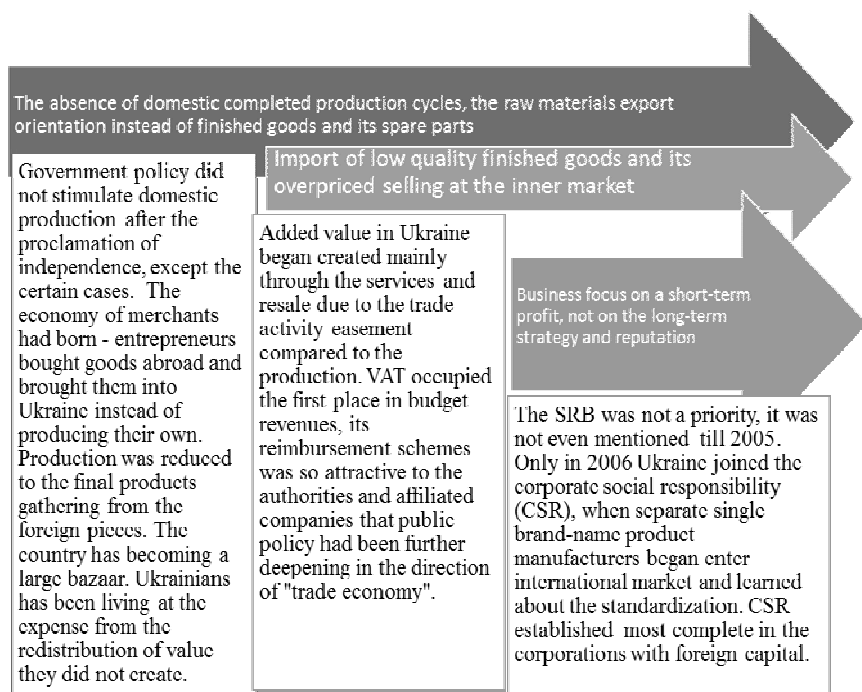 The absence of domestic completed production cycles, the raw materials export
orientation instead of finished goods and its spare parts
Government policy did
not stimulate domestic
production after the
proclamation of
independence, except the
certain cases.  The
economy of merchants
had born - entrepreneurs
bought goods abroad and
brought them into
Ukraine instead of
producing their own.
Production was reduced
to the final products
gathering from the
foreign pieces. The
country has becoming a
large bazaar. Ukrainians
has been living at the
expense from the
redistribution of value
they did not create.
Import of low quality finished goods and its
overpriced selling at the inner market
Added value in Ukraine
began created mainly
through the services and
resale due to the trade
activity easement
compared to the
production. VAT occupied
the first place in budget
revenues, its
reimbursement schemes
was so attractive to the
authorities and affiliated
companies that public
policy had been further
deepening in the direction
of "trade economy".
Business focus on a short-term
profit, not on the long-term
strategy and reputation
The SRB was not a priority, it was
not even mentioned  till 2005.
Only in 2006 Ukraine joined the
corporate social responsibility
(CSR), when separate single
brand-name product
manufacturers began enter
international market and learned
about the standardization. CSR
established  most complete in the
corporations with foreign capital.